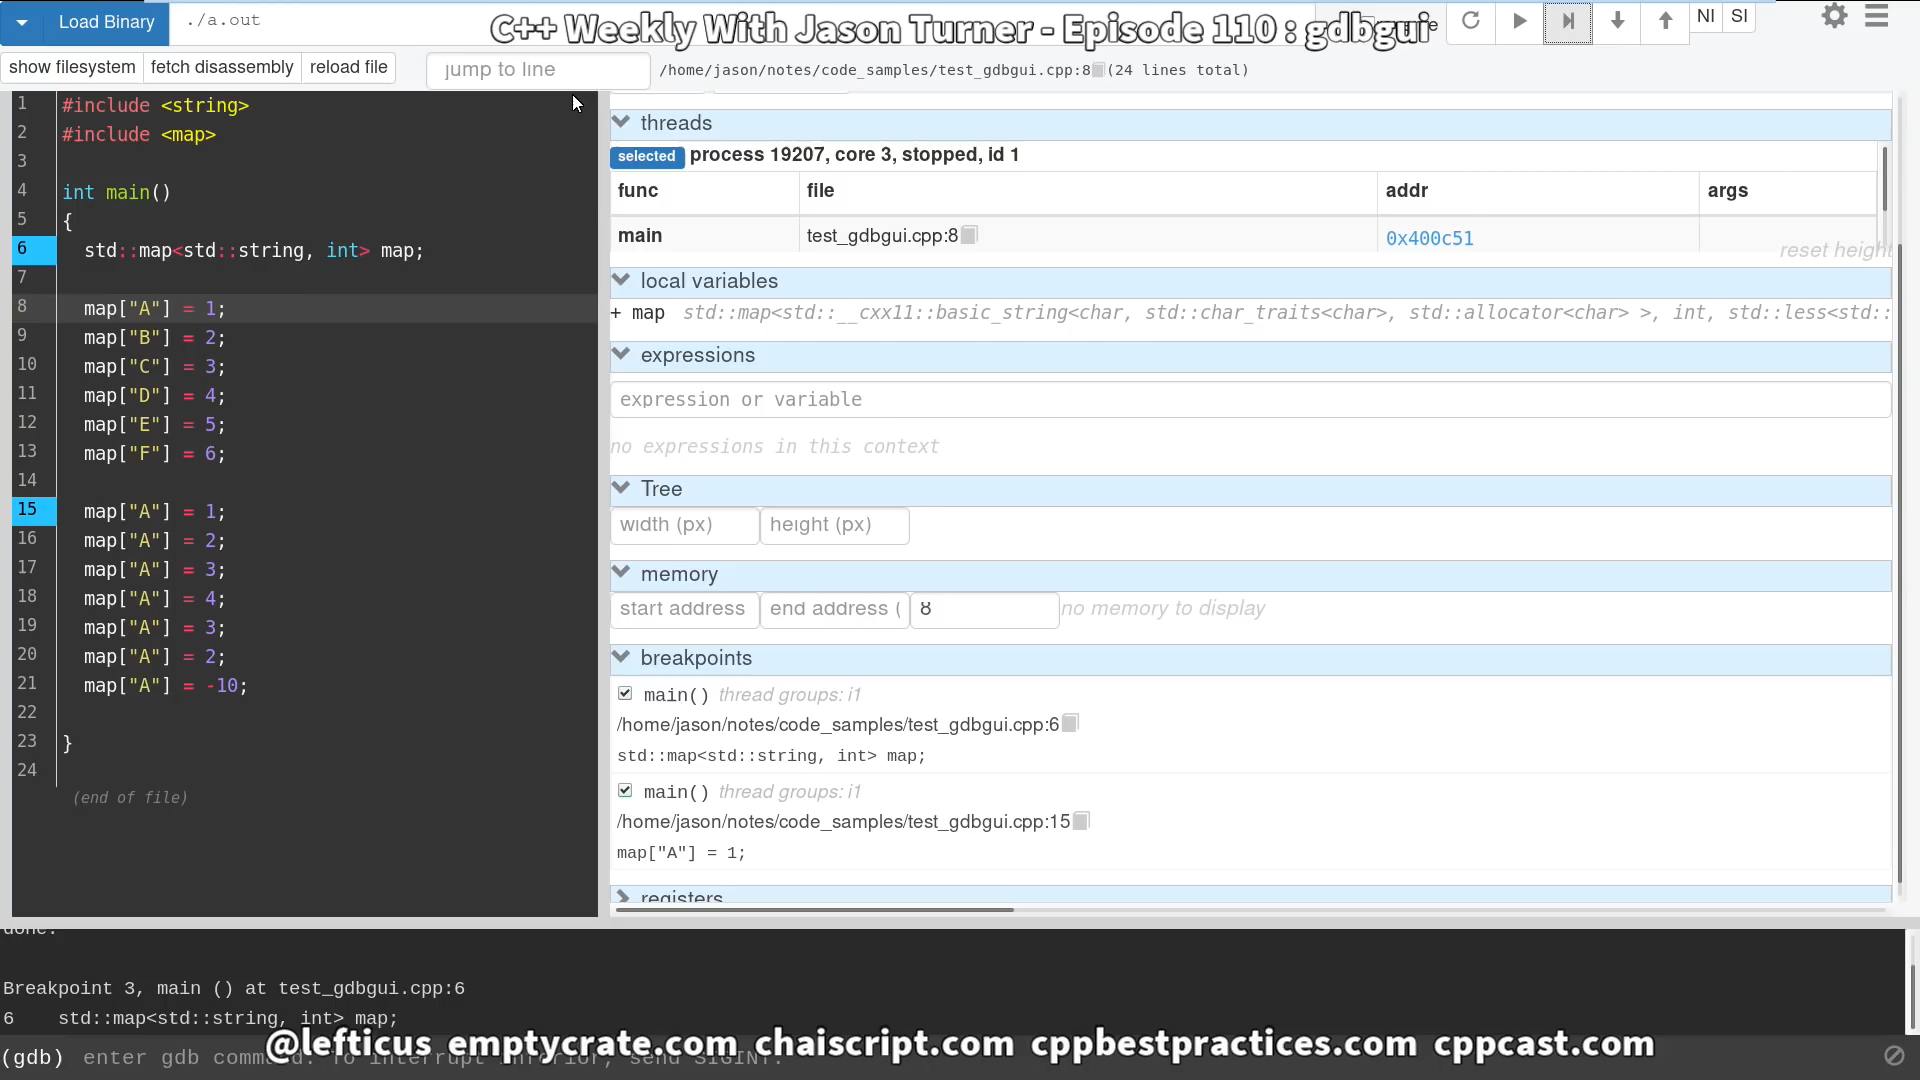 Load Binary
./a.out
C++ Weekly With Jason Turner - Episode 110 : gdbgui
NI SI
show filesystem fetch disassembly reload file
jump to line
/home/jason/notes/code_samples/test_gdbgui.cpp:8 (24 lines total)
1 #include <string>
2 #include <map>
3
4 int main()
5 {
6 std::map<std::string, int> map;
7
8 map["A"] = 1;
9 map["B"] = 2;
10 map["C"] = 3;
11 map["D"] = 4;
12 map["E"] = 5;
13 map["F"] = 6;
14
15 map["A"] = 1;
16 map["A"] = 2;
17 map["A"] = 3;
18 map["A"] = 4;
19 map["A"] = 3;
20 map["A"] = 2;
21 map["A"] = -10;
22
23 }
24
(end of file)
threads
selected process 19207, core 3, stopped, id 1
func file addr args
main test_gdbgui.cpp:8 0x400c51
reset height
local variables
+ map std::map<std::__cxx11::basic_string<char, std::char_traits<char>, std::allocator<char> >, int, std::less<std::
expressions
expression or variable
no expressions in this context
Tree
width (px) height (px)
memory
start address end address ( 8 no memory to display
breakpoints
main() thread groups: i1
/home/jason/notes/code_samples/test_gdbgui.cpp:6
std::map<std::string, int> map;
main() thread groups: i1
/home/jason/notes/code_samples/test_gdbgui.cpp:15
map["A"] = 1;
registers
done.
Breakpoint 3, main () at test_gdbgui.cpp:6
6 std::map<std::string, int> map;
@lefticus emptycrate.com chaiscript.com cppbestpractices.com cppcast.com
(gdb) enter gdb command. To interrupt inferior, send SIGINT.